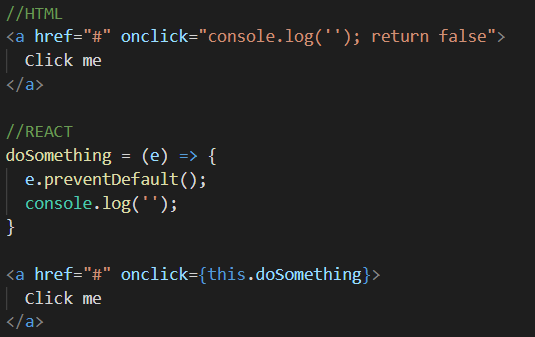 //HTML
<a href="#" onclick="console.log(''); return false">
Click me
</a>
//REACT
doSomething = (e) => {
e.preventDefault();
console.log('');
}
<a href="#" onclick={this.doSomething}>
Click me
</a>